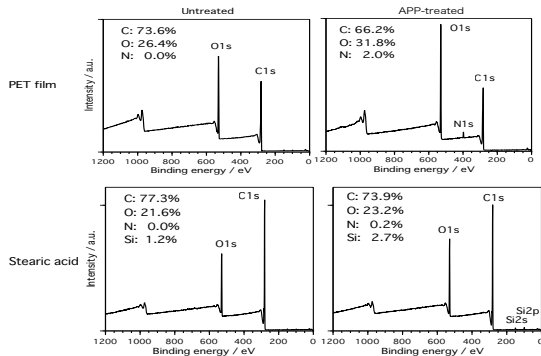 Untreated
APP-treated
PET film
Intensity / a.u.
C: 73.6%
O: 26.4%
N: 0.0%
O1s
C1s
1200 1000 800 600 400 200 0
Binding energy / eV
C: 66.2%
O: 31.8%
N: 2.0%
O1s
C1s
N1s
1200 1000 800 600 400 200 0
Binding energy / eV
Stearic acid
Intensity / a.u.
C: 77.3%
O: 21.6%
N: 0.0%
Si: 1.2%
C1s
O1s
1200 1000 800 600 400 200 0
Binding energy / eV
C: 73.9%
O: 23.2%
N: 0.2%
Si: 2.7%
C1s
O1s
Si2p
Si2s
1200 1000 800 600 400 200 0
Binding energy / eV